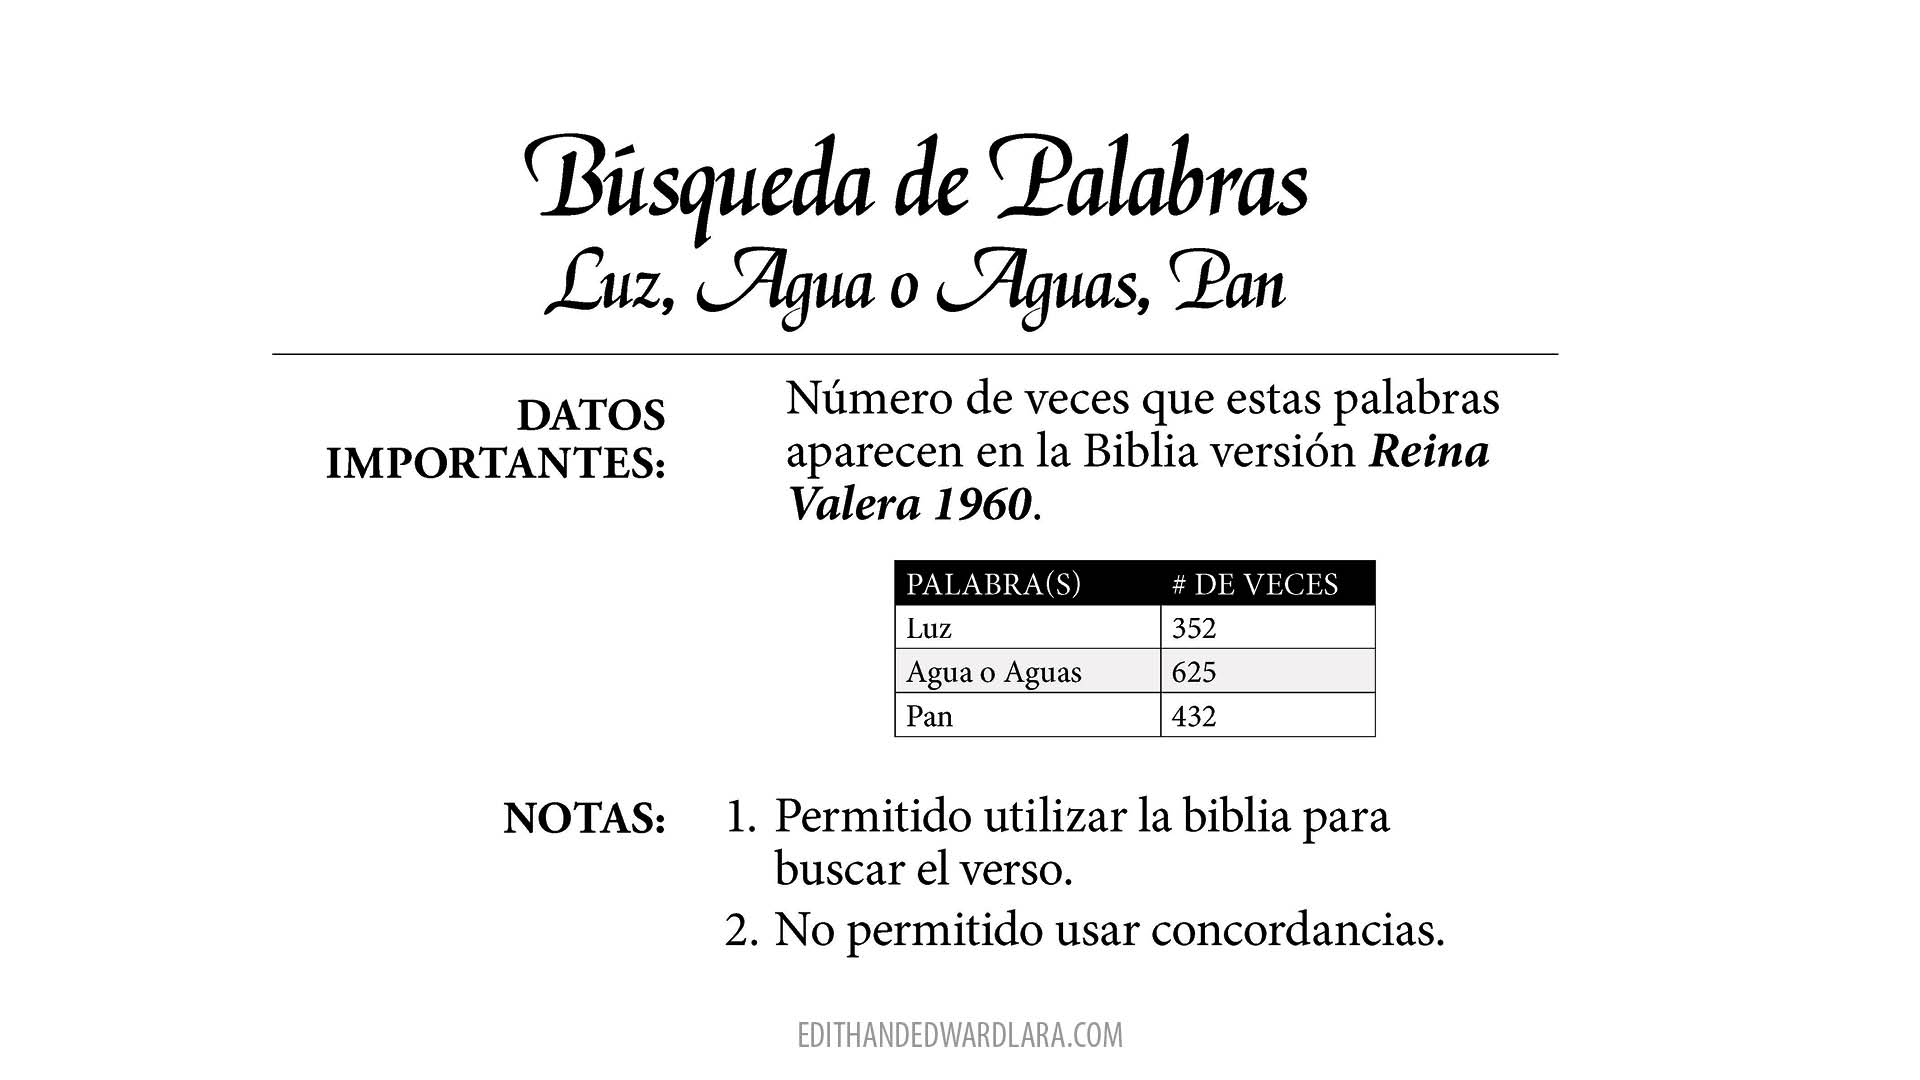 Búsqueda de Palabras
Luz, Agua o Aguas, Pan
DATOS
IMPORTANTES:
Número de veces que estas palabras
aparecen en la Biblia versión Reina
Valera 1960.
PALABRA(S) # DE VECES
Luz 352
Agua o Aguas 625
Pan 432
NOTAS:
1. Permitido utilizar la biblia para
buscar el verso.
2. No permitido usar concordancias.
EDITHANDEDWARDLARA.COM